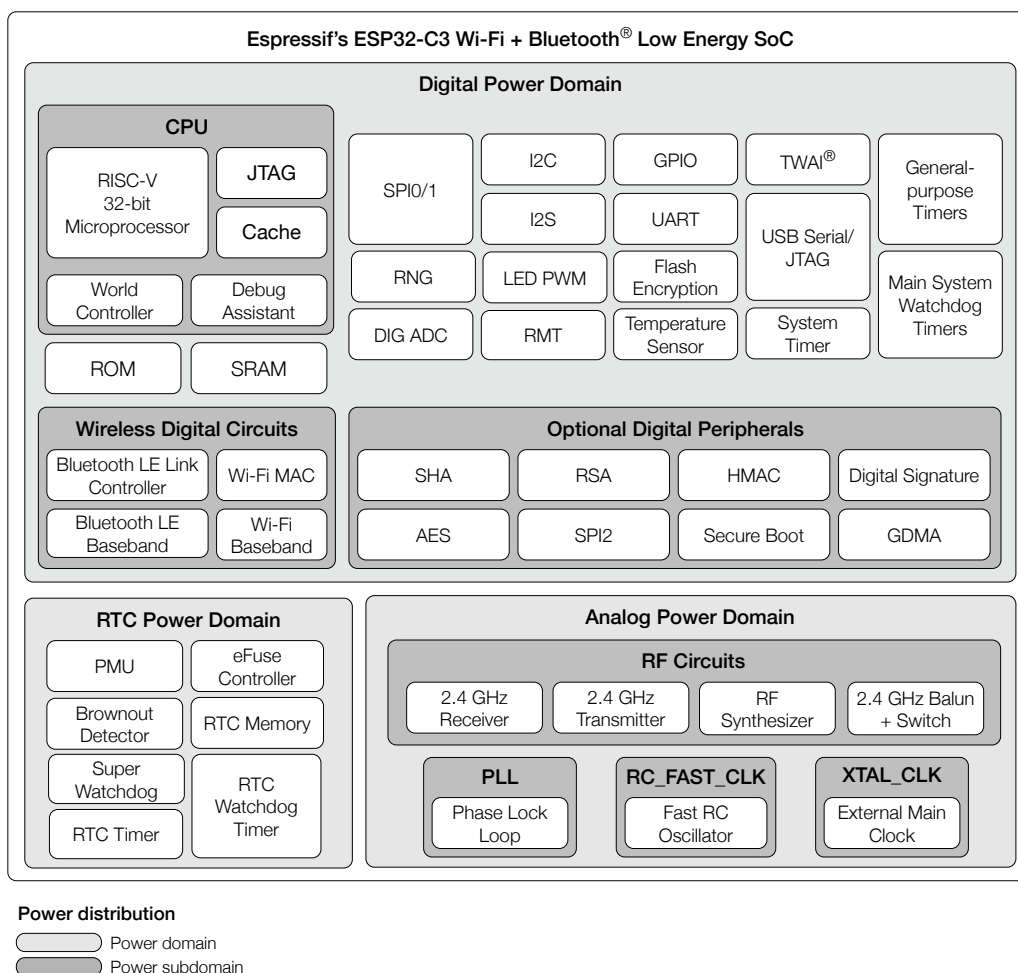 Espressif's ESP32-C3 Wi-Fi + Bluetooth® Low Energy SoC
Digital Power Domain
CPU
RISC-V
32-bit
Microprocessor
JTAG
Cache
World
Controller
Debug
Assistant
ROM
SRAM
SPI0/1
I2C
GPIO
TWAI®
General-
purpose
Timers
I2S
UART
USB Serial/
JTAG
RNG
LED PWM
Flash
Encryption
Main System
Watchdog
Timers
DIG ADC
RMT
Temperature
Sensor
System
Timer
Wireless Digital Circuits
Bluetooth LE Link
Controller
Wi-Fi MAC
Bluetooth LE
Baseband
Wi-Fi
Baseband
Optional Digital Peripherals
SHA
RSA
HMAC
Digital Signature
AES
SPI2
Secure Boot
GDMA
RTC Power Domain
PMU
eFuse
Controller
Brownout
Detector
RTC Memory
Super
Watchdog
RTC
Watchdog
Timer
RTC Timer
Analog Power Domain
RF Circuits
2.4 GHz
Receiver
2.4 GHz
Transmitter
RF
Synthesizer
2.4 GHz Balun
+ Switch
PLL
Phase Lock
Loop
RC_FAST_CLK
Fast RC
Oscillator
XTAL_CLK
External Main
Clock
Power distribution
Power domain
Power subdomain